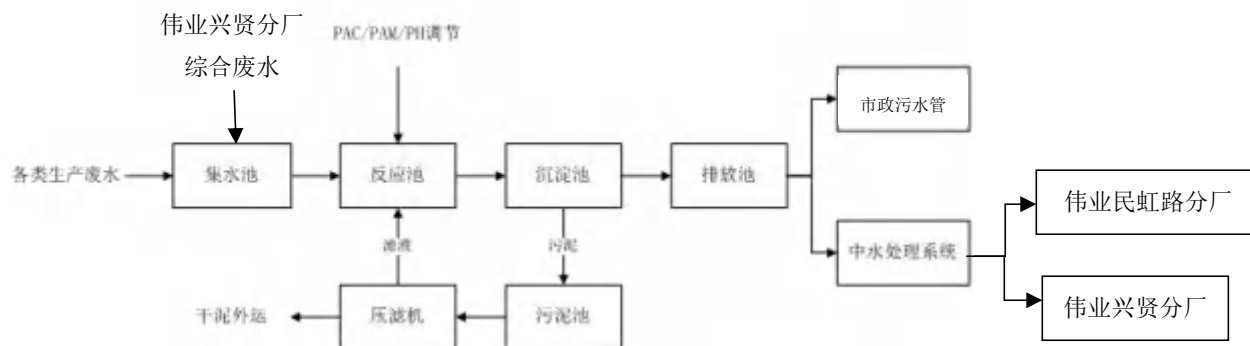 伟业兴贤分厂
综合废水
PAC/PAM/PH调节
市政污水管
各类生产废水
集水池
反应池
沉淀池
排放池
伟业民虹路分厂
滤液
污泥
中水处理系统
伟业兴贤分厂
干泥外运
压滤机
污泥池